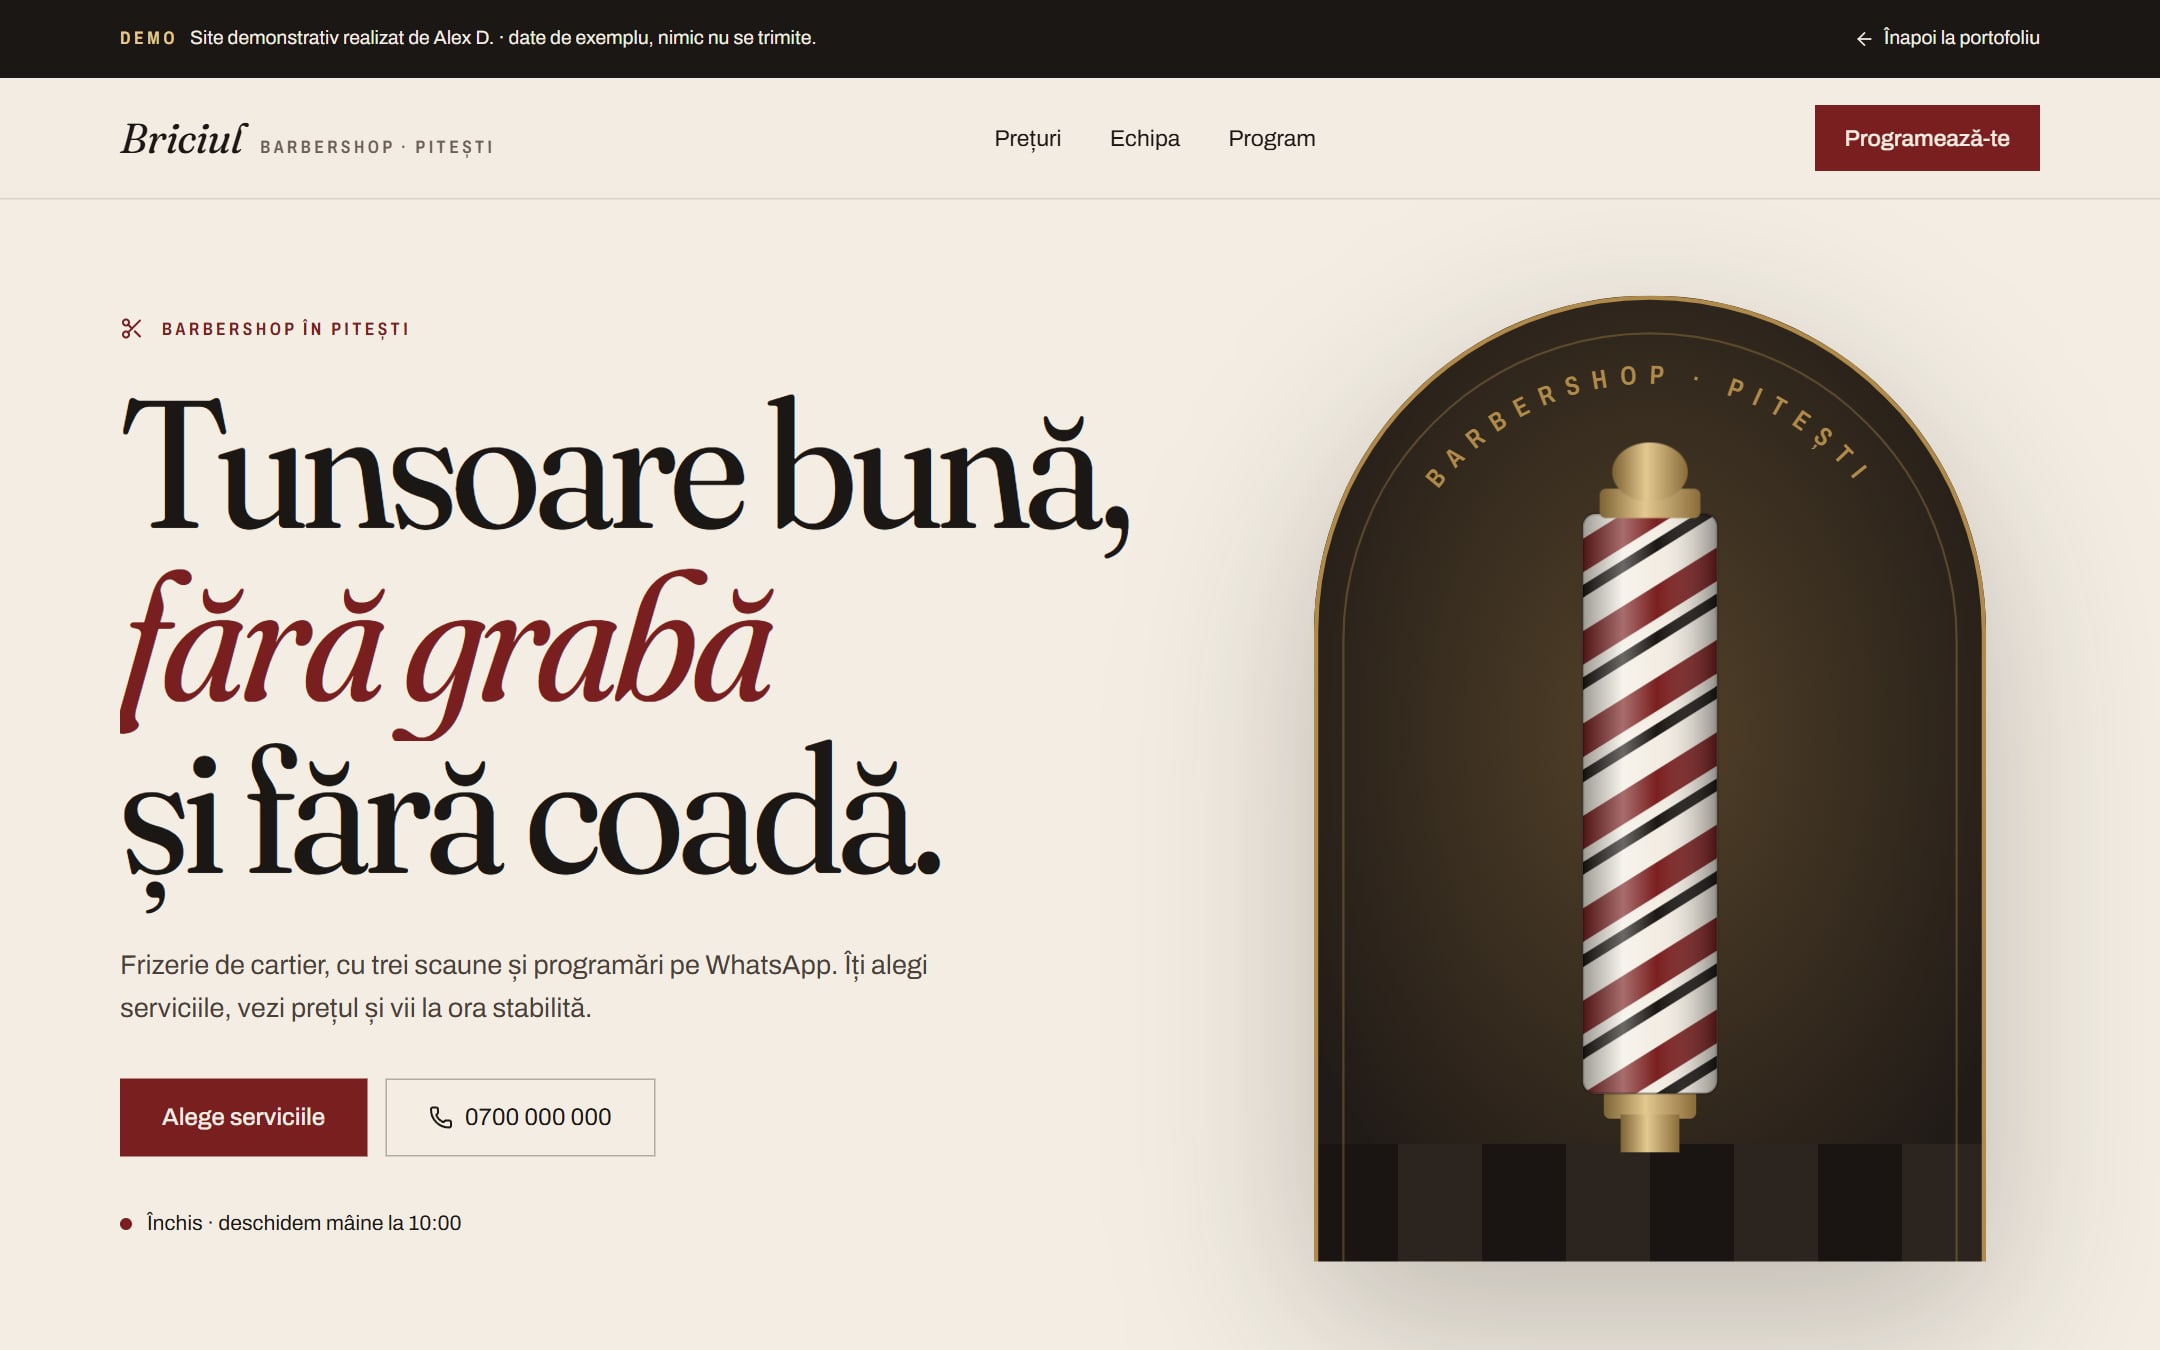 DEMO Site demonstrativ realizat de Alex D. · date de exemplu, nimic nu se trimite.
← Înapoi la portofoliu
Briciul BARBERSHOP · PITEȘTI
Prețuri Echipa Program
Programează-te
BARBERSHOP ÎN PITEȘTI
Tunsoare bună,
fără grabă
și fără coadă.
Frizerie de cartier, cu trei scaune și programări pe WhatsApp. Îți alegi
serviciile, vezi prețul și vii la ora stabilită.
Alege serviciile
0700 000 000
Închis · deschidem mâine la 10:00
BARBERSHOP · PITEȘTI